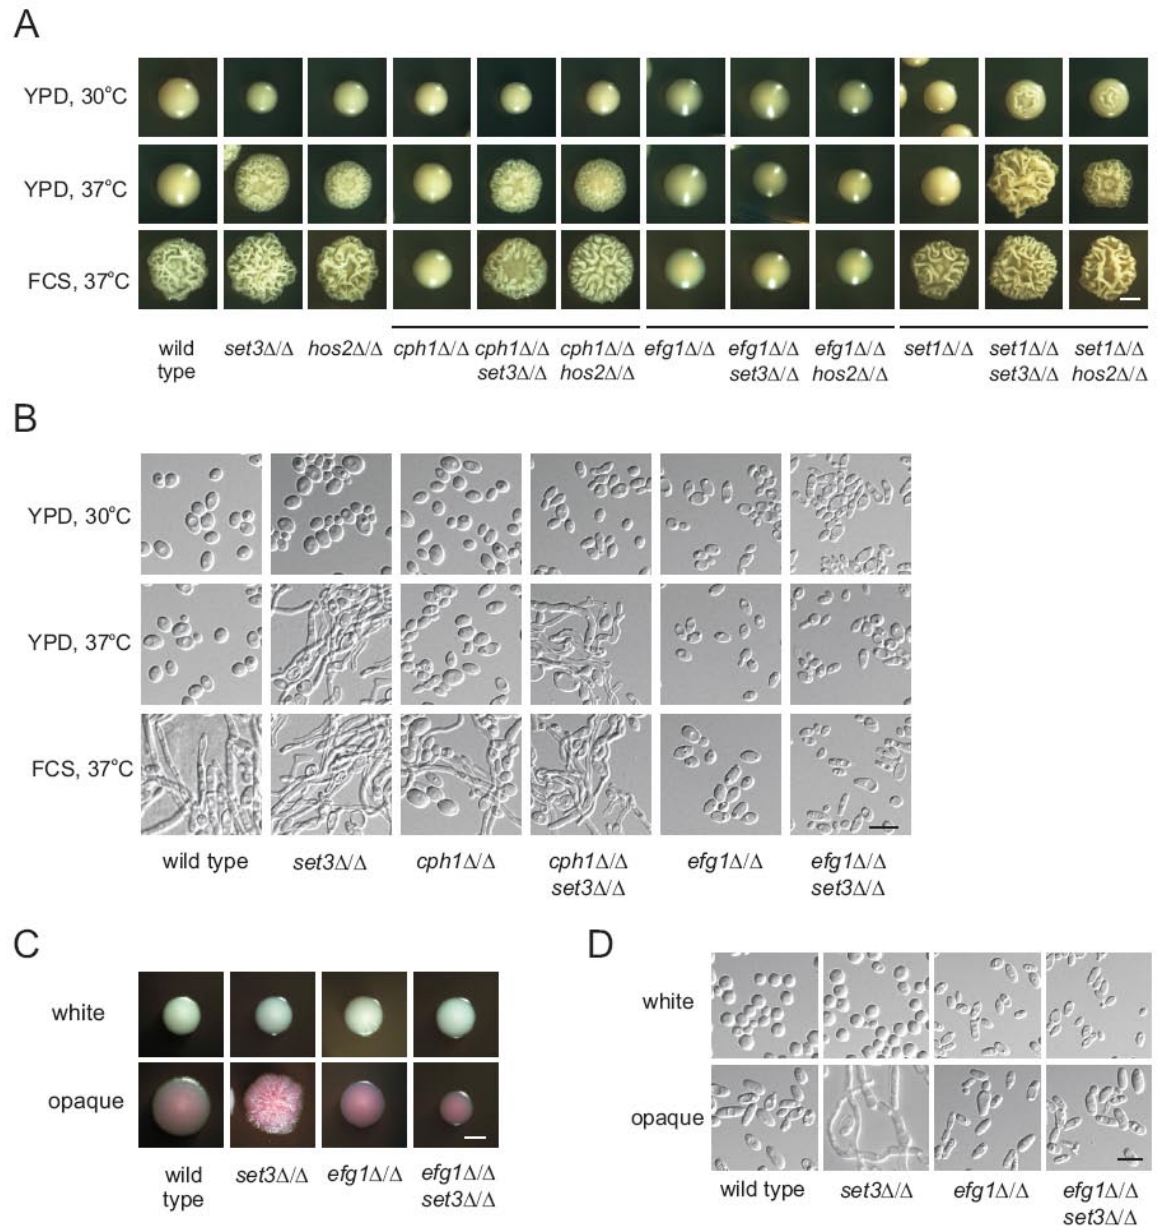 A
YPD, 30°C
YPD, 37°C
FCS, 37°C
wild type
set3Δ/Δ
hos2Δ/Δ
cph1Δ/Δ
cph1Δ/Δ
set3Δ/Δ
cph1Δ/Δ
hos2Δ/Δ
efg1Δ/Δ
efg1Δ/Δ
set3Δ/Δ
efg1Δ/Δ
hos2Δ/Δ
set1Δ/Δ
set1Δ/Δ
set3Δ/Δ
set1Δ/Δ
hos2Δ/Δ
B
YPD, 30°C
YPD, 37°C
FCS, 37°C
wild type
set3Δ/Δ
cph1Δ/Δ
cph1Δ/Δ
set3Δ/Δ
efg1Δ/Δ
efg1Δ/Δ
set3Δ/Δ
C
white
opaque
wild
type
set3Δ/Δ
efg1Δ/Δ
efg1Δ/Δ
set3Δ/Δ
D
white
opaque
wild type
set3Δ/Δ
efg1Δ/Δ
efg1Δ/Δ
set3Δ/Δ